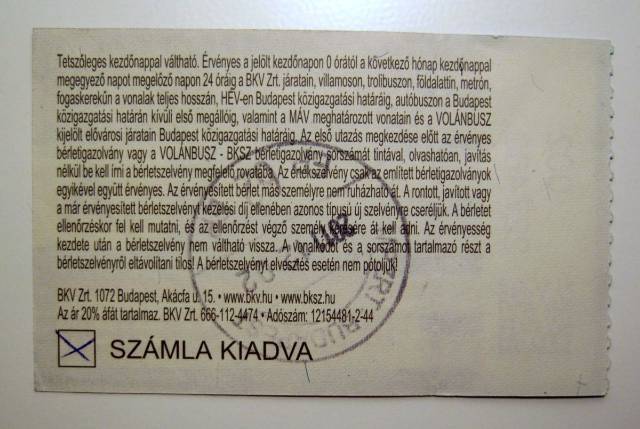 Tetszőleges kezdőnappal váltható. Érvényes a jelölt kezdőnapon 0 órától a következő hónap kezdőnappal
megegyező napot megelőző napon 24 óráig a BKV Zrt. járatain, villamoson, trolibuszon, földalattin, metrón,
fogaskerekűn a vonalak teljes hosszán, HÉV-en Budapest közigazgatási határáig, autóbuszon a Budapest
közigazgatási határán kívüli első megállóig, valamint a MÁV meghatározott vonatain és a VOLÁNBUSZ
kijelölt elővárosi járatain Budapest közigazgatási határáig. Az első utazás megkezdése előtt az érvényes
bérletigazolvány vagy a VOLÁNBUSZ - BKSZ bérletigazolvány sorszámát tintával, olvashatóan, javítás
nélkül be kell írni a bérletszelvény megfelelő rovatába. Az értékszelvény csak az említett bérletigazolványok
egyikével együtt érvényes. Az érvényesített bérlet más személyre nem ruházható át. A rontott, javított vagy
a már érvényesített bérletszelvényt kezelési díj ellenében azonos típusú új szelvényre cseréljük. A bérletet
ellenőrzéskor fel kell mutatni, és az ellenőrzést végző személy kérésére át kell adni. Az érvényesség
kezdete után a bérletszelvény nem váltható vissza. A vonalkódot és a sorszámot tartalmazó részt a
bérletszelvényről eltávolítani tilos! A bérletszelvényt elvesztés esetén nem pótoljuk!
BKV Zrt. 1072 Budapest, Akácfa u. 15. • www.bkv.hu • www.bksz.hu
Az ár 20% áfát tartalmaz. BKV Zrt. 666-112-4474 • Adószám: 12154481-2-44
SZÁMLA KIADVA